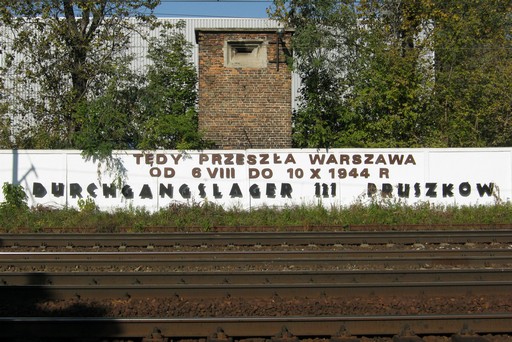 TĘDY PRZESZŁA WARSZAWA
OD 6 VIII DO 10 X 1944 R
DURCHGANGSLAGER 121 PRUSZKÓW